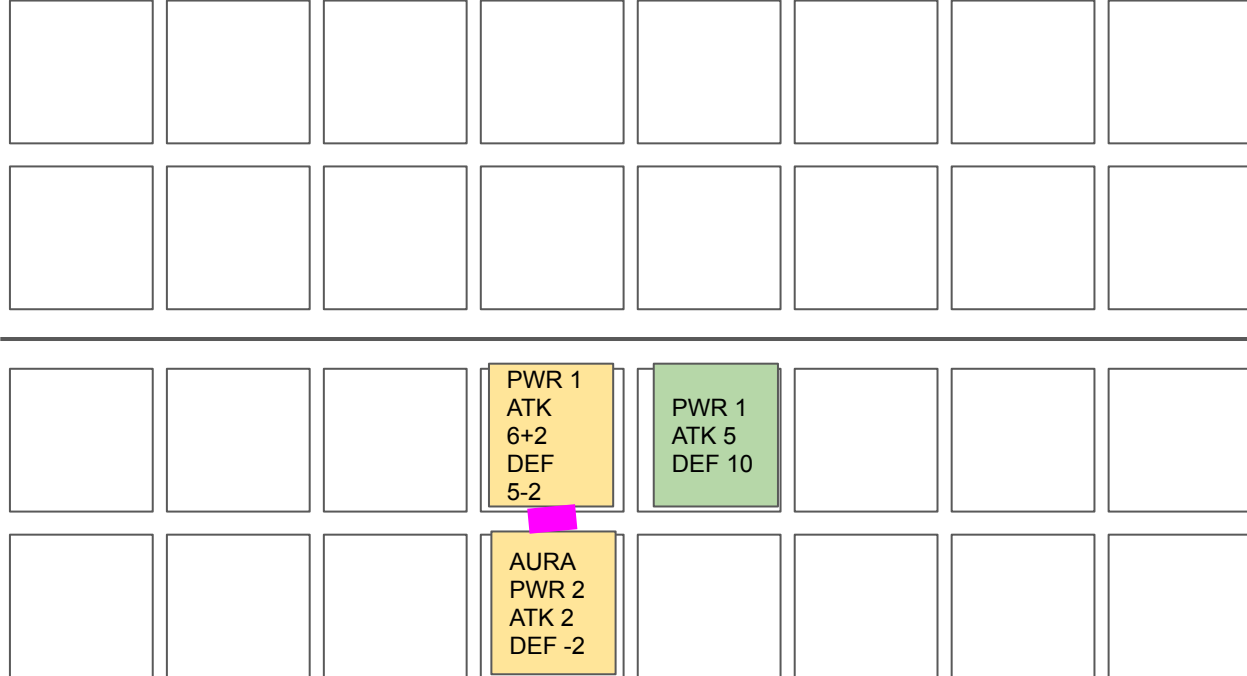 PWR 1
ATK
6+2
DEF
5-2
PWR 1
ATK 5
DEF 10
AURA
PWR 2
ATK 2
DEF -2